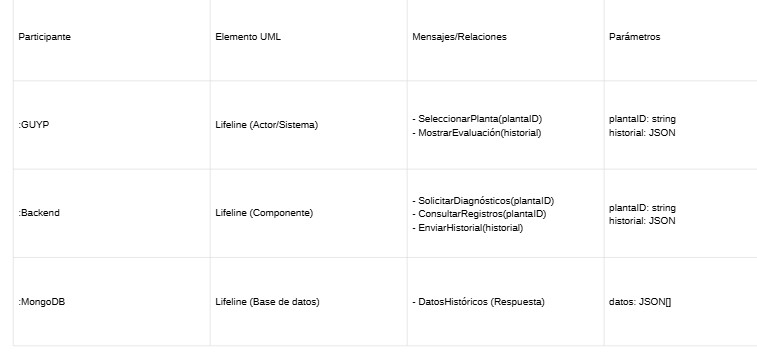 Participante
Elemento UML
Mensajes/Relaciones
Parámetros
:GUYP
Lifeline (Actor/Sistema)
- SeleccionarPlanta(plantaID)
- MostrarEvaluación(historial)
plantaID: string
historial: JSON
:Backend
Lifeline (Componente)
- SolicitarDiagnósticos(plantaID)
- ConsultarRegistros(plantaID)
- EnviarHistorial(historial)
plantaID: string
historial: JSON
:MongoDB
Lifeline (Base de datos)
- DatosHistóricos (Respuesta)
datos: JSON[]